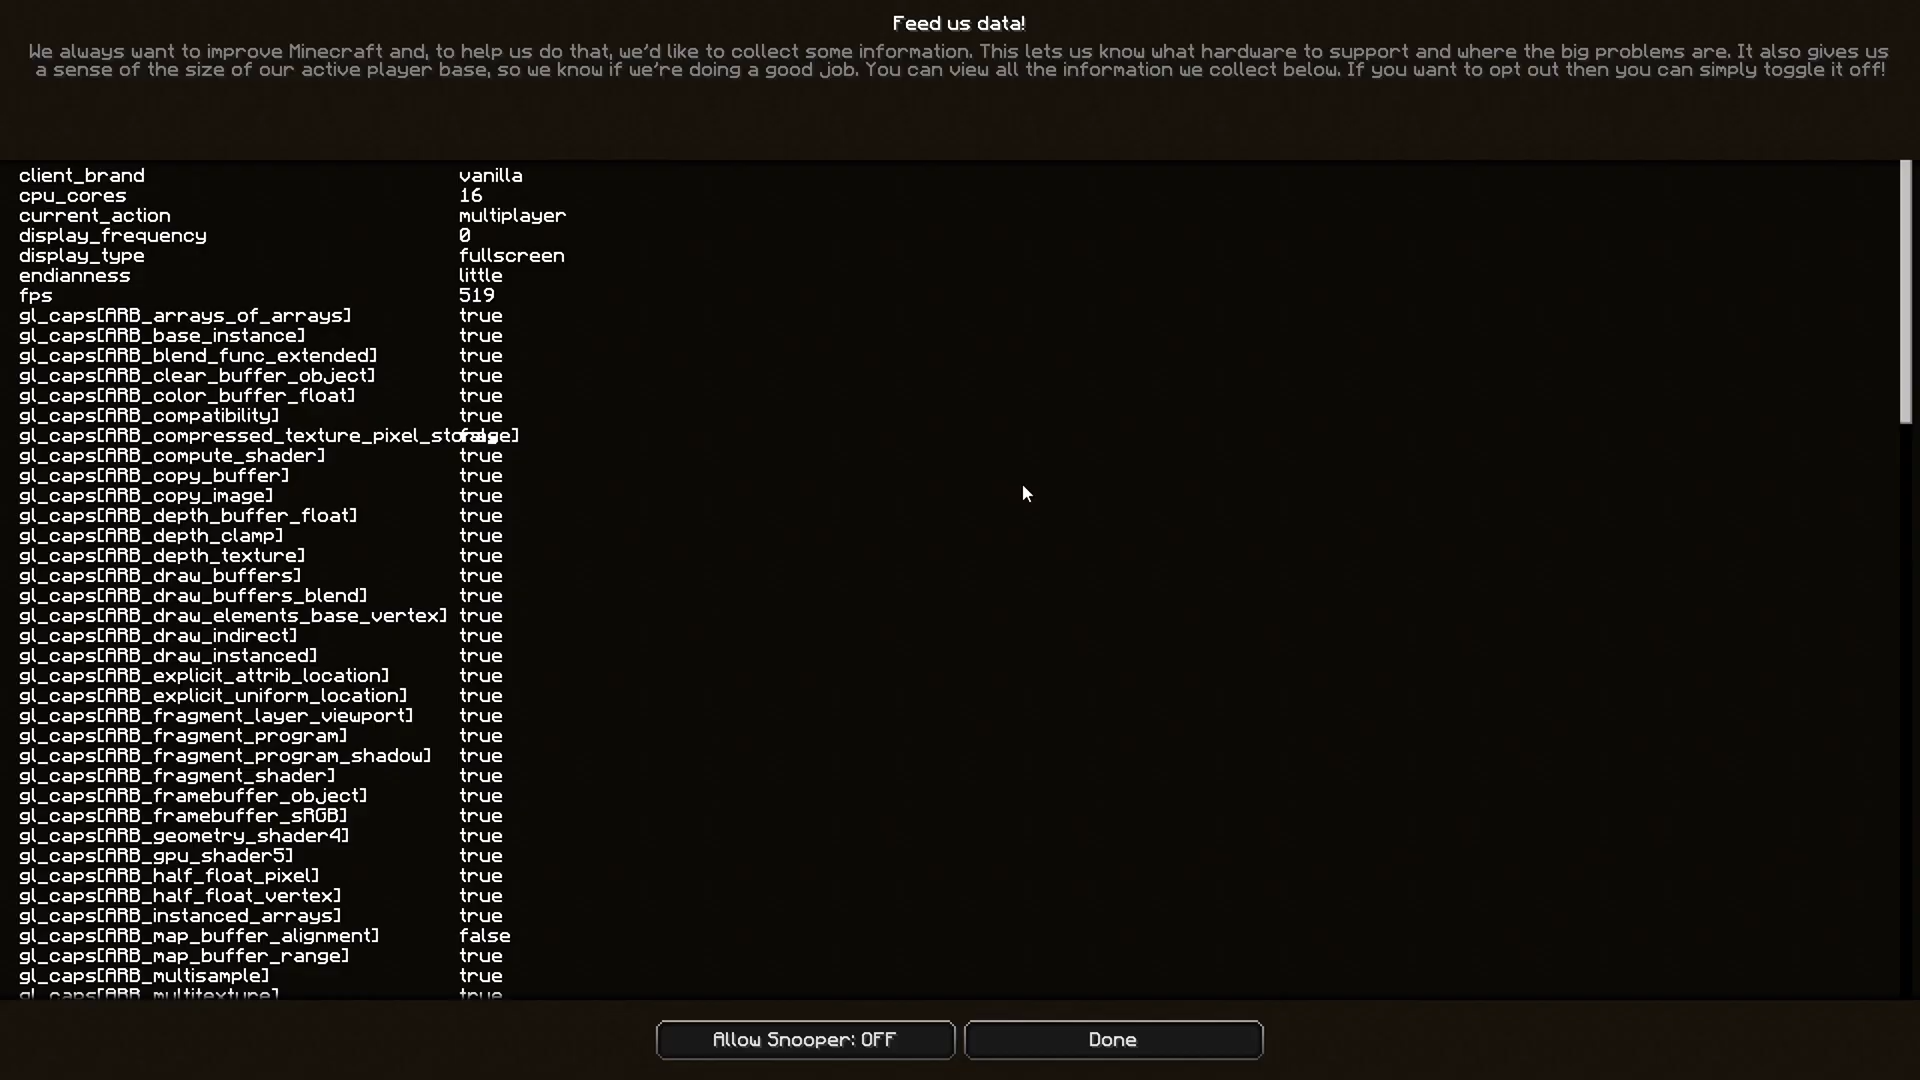 Feed us data!
We always want to improve Minecraft and, to help us do that, we'd like to collect some information. This lets us know what hardware to support and where the big problems are. It also gives us
a sense of the size of our active player base, so we know if we're doing a good job. You can view all the information we collect below. If you want to opt out then you can simply toggle it off!
client_brand vanilla
cpu_cores 16
current_action multiplayer
display_frequency 0
display_type fullscreen
endianness little
fps 519
gl_caps[ARB_arrays_of_arrays] true
gl_caps[ARB_base_instance] true
gl_caps[ARB_blend_func_extended] true
gl_caps[ARB_clear_buffer_object] true
gl_caps[ARB_color_buffer_float] true
gl_caps[ARB_compatibility] true
gl_caps[ARB_compressed_texture_pixel_storage] false
gl_caps[ARB_compute_shader] true
gl_caps[ARB_copy_buffer] true
gl_caps[ARB_copy_image] true
gl_caps[ARB_depth_buffer_float] true
gl_caps[ARB_depth_clamp] true
gl_caps[ARB_depth_texture] true
gl_caps[ARB_draw_buffers] true
gl_caps[ARB_draw_buffers_blend] true
gl_caps[ARB_draw_elements_base_vertex] true
gl_caps[ARB_draw_indirect] true
gl_caps[ARB_draw_instanced] true
gl_caps[ARB_explicit_attrib_location] true
gl_caps[ARB_explicit_uniform_location] true
gl_caps[ARB_fragment_layer_viewport] true
gl_caps[ARB_fragment_program] true
gl_caps[ARB_fragment_program_shadow] true
gl_caps[ARB_fragment_shader] true
gl_caps[ARB_framebuffer_object] true
gl_caps[ARB_framebuffer_sRGB] true
gl_caps[ARB_geometry_shader4] true
gl_caps[ARB_gpu_shader5] true
gl_caps[ARB_half_float_pixel] true
gl_caps[ARB_half_float_vertex] true
gl_caps[ARB_instanced_arrays] true
gl_caps[ARB_map_buffer_alignment] false
gl_caps[ARB_map_buffer_range] true
gl_caps[ARB_multisample] true
gl_caps[ARB_multitexture] true
Allow Snooper: OFF
Done